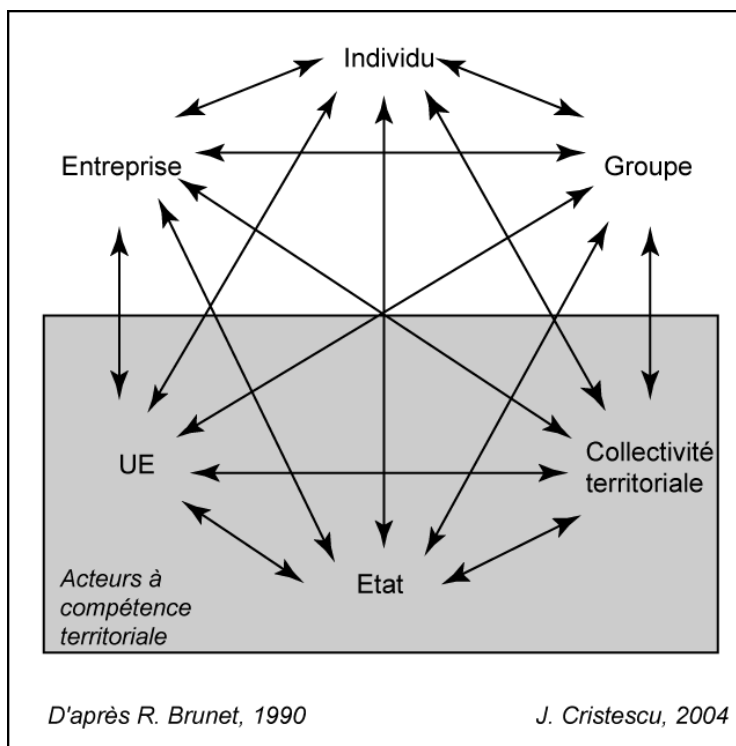 Individu
Entreprise
Groupe
UE
Collectivité
territoriale
Etat
Acteurs à
compétence
territoriale
D'après R. Brunet, 1990
J. Cristescu, 2004